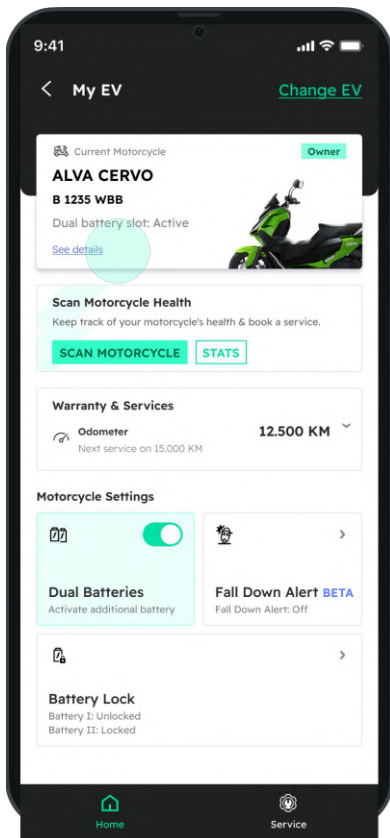 9:41
My EV
Change EV
Current Motorcycle
Owner
ALVA CERVO
B 1235 WBB
Dual battery slot: Active
See details
Scan Motorcycle Health
Keep track of your motorcycle's health & book a service.
SCAN MOTORCYCLE
STATS
Warranty & Services
Odometer
12.500 KM
Next service on 15.000 KM
Motorcycle Settings
Dual Batteries
Activate additional battery
Fall Down Alert BETA
Fall Down Alert: Off
Battery Lock
Battery I: Unlocked
Battery II: Locked
Home
Service